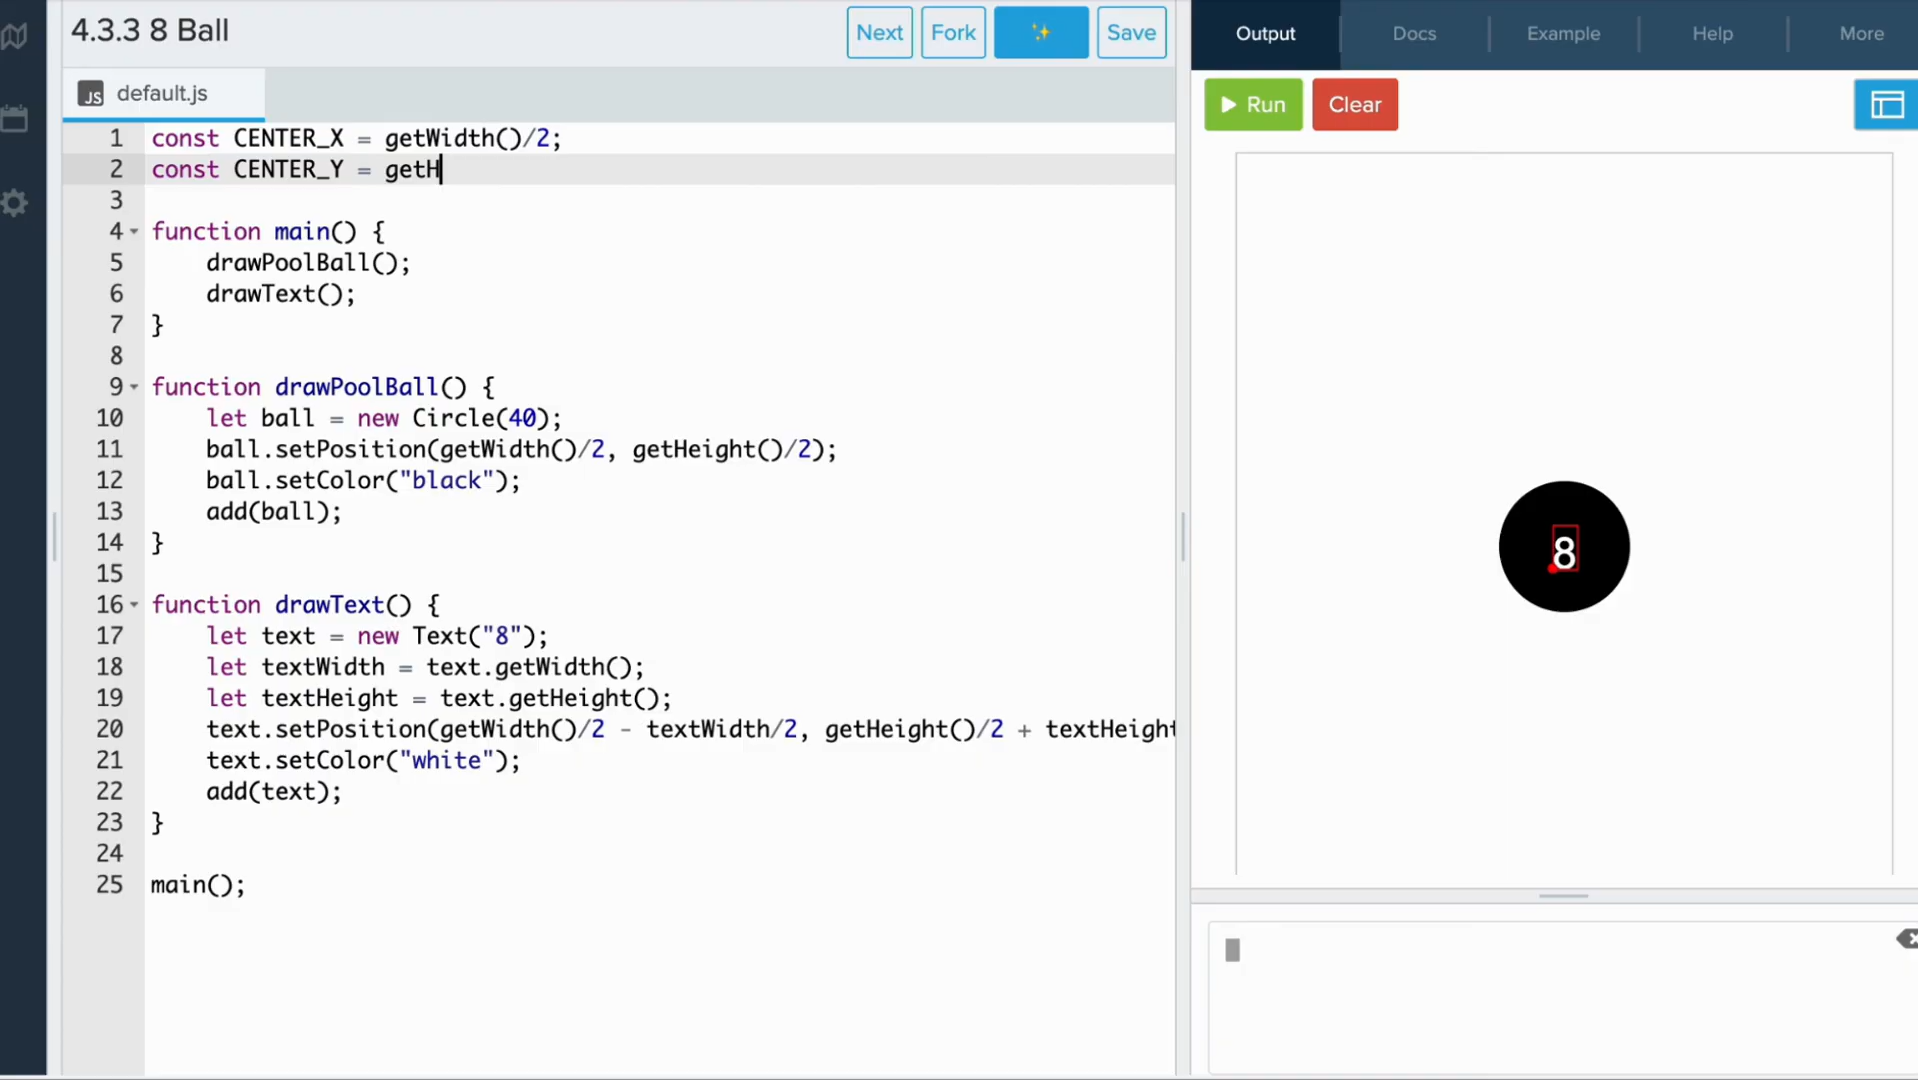 4.3.3 8 Ball
Next
Fork
Save
Output
Docs
Example
Help
More
JS default.js
Run
Clear
1 const CENTER_X = getWidth()/2;
2 const CENTER_Y = getH
3
4 function main() {
5 drawPoolBall();
6 drawText();
7 }
8
9 function drawPoolBall() {
10 let ball = new Circle(40);
11 ball.setPosition(getWidth()/2, getHeight()/2);
12 ball.setColor("black");
13 add(ball);
14 }
15
16 function drawText() {
17 let text = new Text("8");
18 let textWidth = text.getWidth();
19 let textHeight = text.getHeight();
20 text.setPosition(getWidth()/2 - textWidth/2, getHeight()/2 + textHeight
21 text.setColor("white");
22 add(text);
23 }
24
25 main();
8